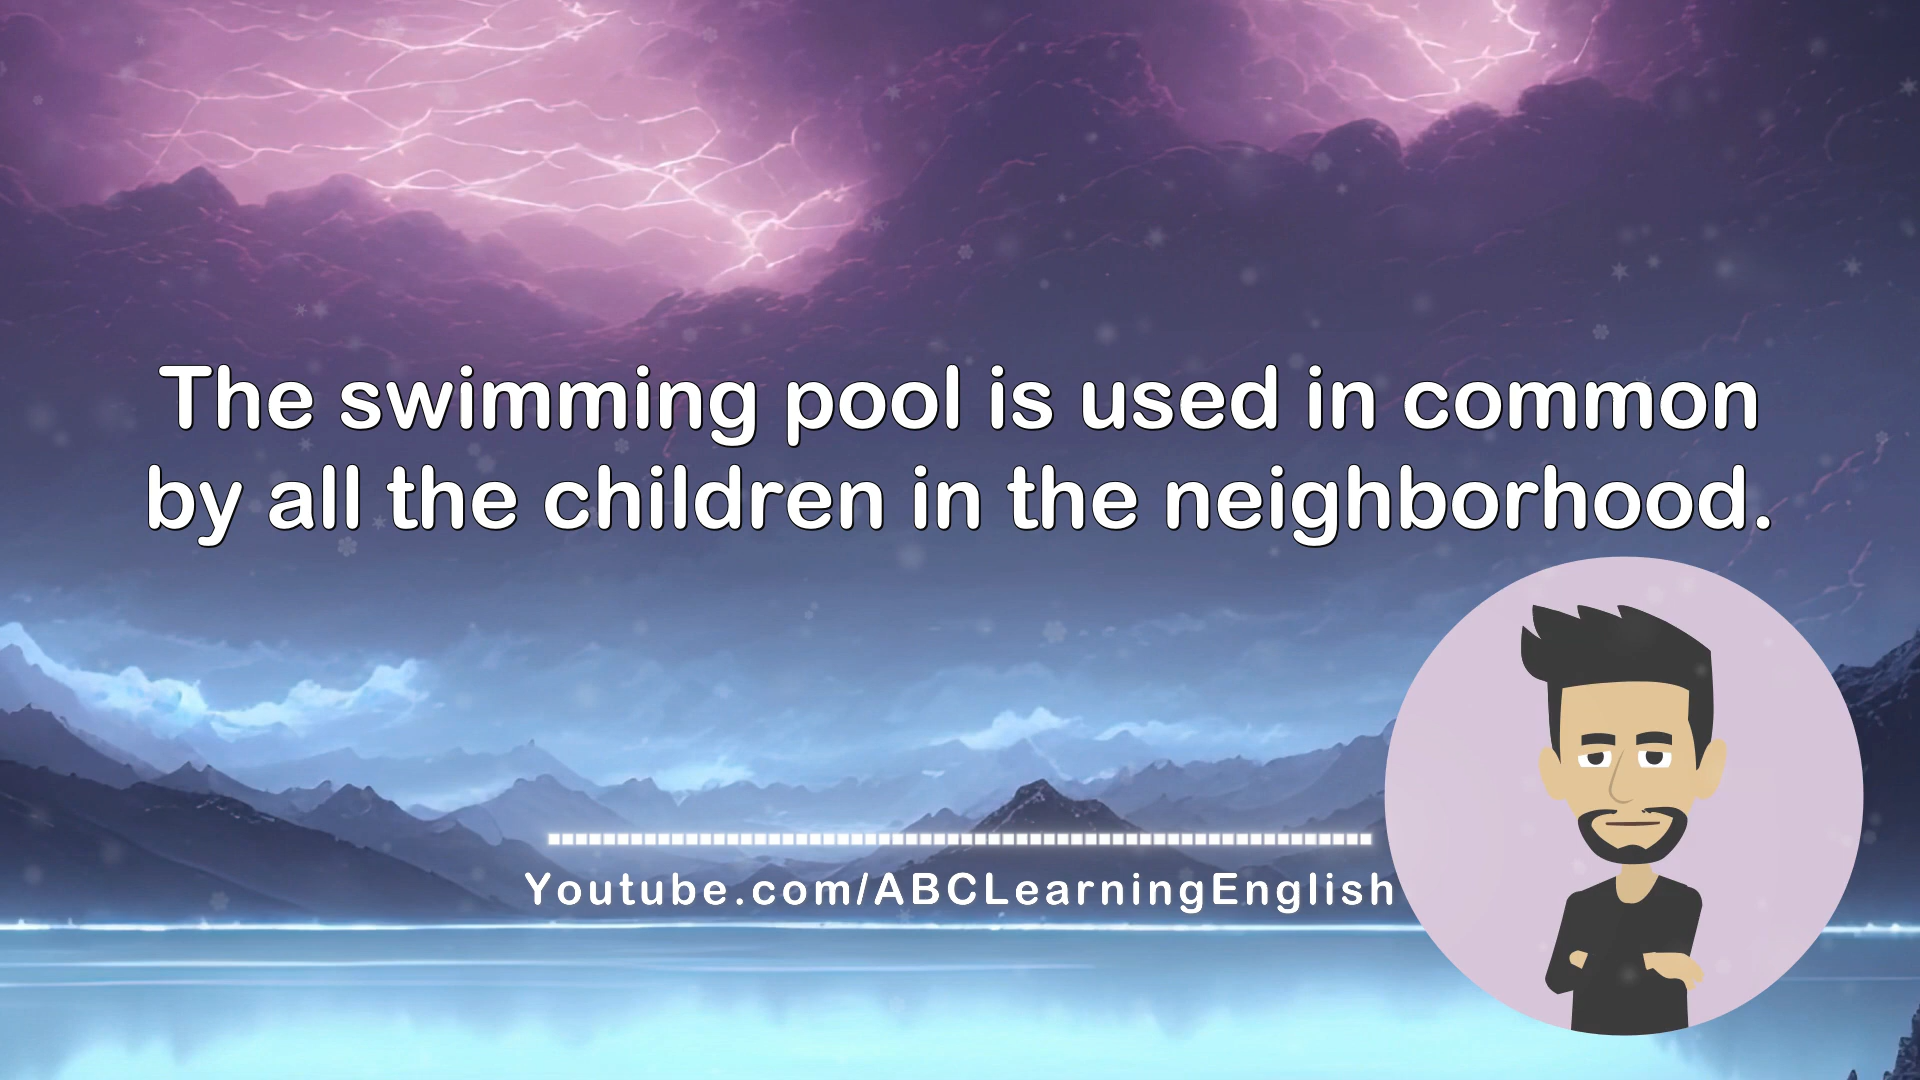 The swimming pool is used in common
by all the children in the neighborhood.
Youtube.com/ABCLearningEnglish